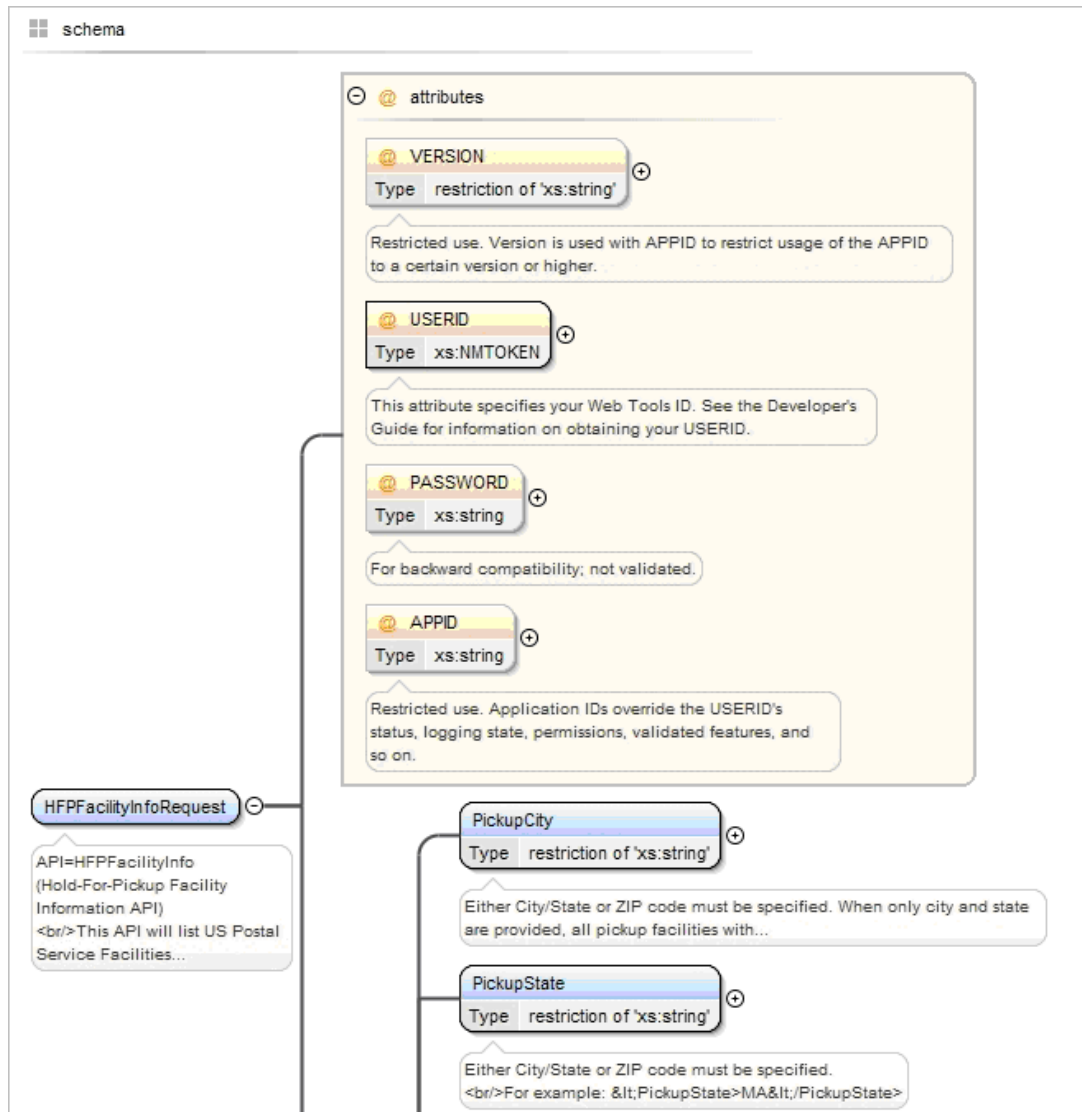 schema
@ attributes
@ VERSION
Type restriction of 'xs:string'
Restricted use. Version is used with APPID to restrict usage of the APPID
to a certain version or higher.
@ USERID
Type xs:NMTOKEN
This attribute specifies your Web Tools ID. See the Developer's
Guide for information on obtaining your USERID.
@ PASSWORD
Type xs:string
For backward compatibility; not validated.
@ APPID
Type xs:string
Restricted use. Application IDs override the USERID's
status, logging state, permissions, validated features, and
so on.
HFPFacilityInfoRequest
API=HFPFacilityInfo
(Hold-For-Pickup Facility
Information API)
<br/>This API will list US Postal
Service Facilities...
PickupCity
Type restriction of 'xs:string'
Either City/State or ZIP code must be specified. When only city and state
are provided, all pickup facilities with...
PickupState
Type restriction of 'xs:string'
Either City/State or ZIP code must be specified.
<br/>For example: &lt;PickupState>MA&lt;/PickupState>